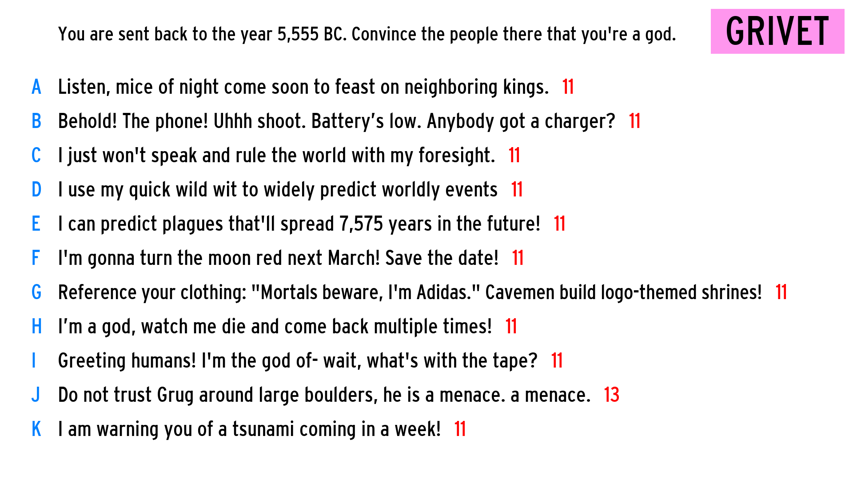 You are sent back to the year 5,555 BC. Convince the people there that you're a god.
GRIVET
A Listen, mice of night come soon to feast on neighboring kings. 11
B Behold! The phone! Uhhh shoot. Battery’s low. Anybody got a charger? 11
C I just won't speak and rule the world with my foresight. 11
D I use my quick wild wit to widely predict worldly events 11
E I can predict plagues that'll spread 7,575 years in the future! 11
F I'm gonna turn the moon red next March! Save the date! 11
G Reference your clothing: "Mortals beware, I'm Adidas." Cavemen build logo-themed shrines! 11
H I’m a god, watch me die and come back multiple times! 11
I Greeting humans! I'm the god of- wait, what's with the tape? 11
J Do not trust Grug around large boulders, he is a menace. a menace. 13
K I am warning you of a tsunami coming in a week! 11